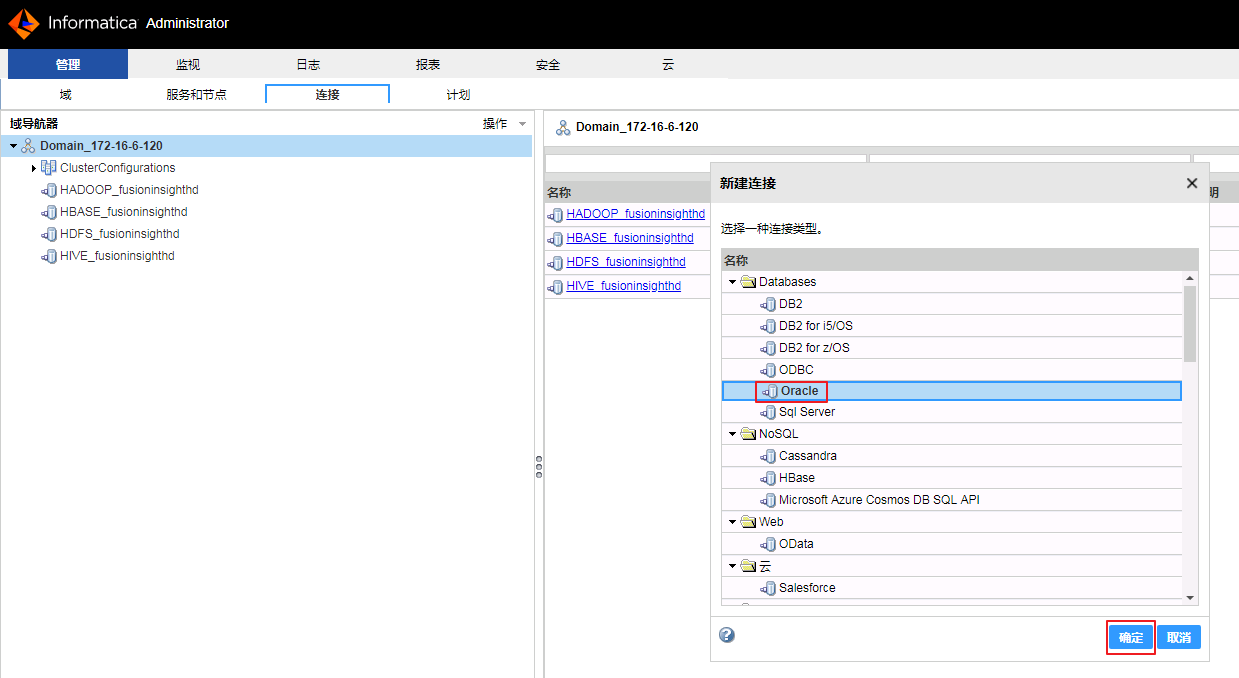 Informatica Administrator
管理 监视 日志 报表 安全 云
域 服务和节点 连接 计划
域导航器 操作
Domain_172-16-6-120
ClusterConfigurations
HADOOP_fusioninsighthd
HBASE_fusioninsighthd
HDFS_fusioninsighthd
HIVE_fusioninsighthd
Domain_172-16-6-120
名称
明
HADOOP_fusioninsighthd
HBASE_fusioninsighthd
HDFS_fusioninsighthd
HIVE_fusioninsighthd
新建连接
选择一种连接类型。
名称
Databases
DB2
DB2 for i5/OS
DB2 for z/OS
ODBC
Oracle
Sql Server
NoSQL
Cassandra
HBase
Microsoft Azure Cosmos DB SQL API
Web
OData
云
Salesforce
确定 取消